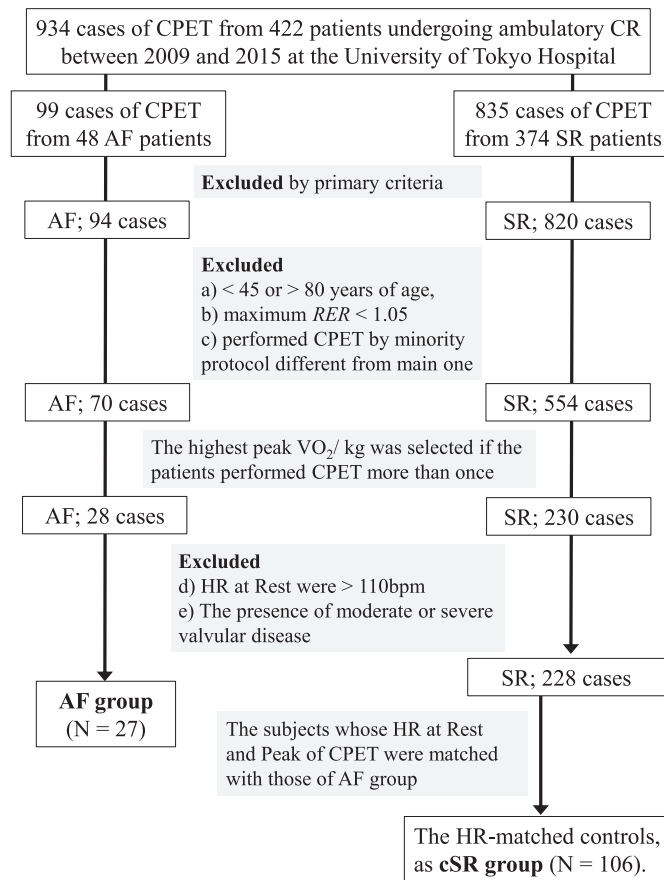 934 cases of CPET from 422 patients undergoing ambulatory CR
between 2009 and 2015 at the University of Tokyo Hospital
99 cases of CPET
from 48 AF patients
835 cases of CPET
from 374 SR patients
Excluded by primary criteria
AF; 94 cases
SR; 820 cases
Excluded
a) < 45 or > 80 years of age,
b) maximum RER < 1.05
c) performed CPET by minority
protocol different from main one
AF; 70 cases
SR; 554 cases
The highest peak VO₂/ kg was selected if the
patients performed CPET more than once
AF; 28 cases
SR; 230 cases
Excluded
d) HR at Rest were > 110bpm
e) The presence of moderate or severe
valvular disease
AF group
(N = 27)
SR; 228 cases
The subjects whose HR at Rest
and Peak of CPET were matched
with those of AF group
The HR-matched controls,
as cSR group (N = 106).